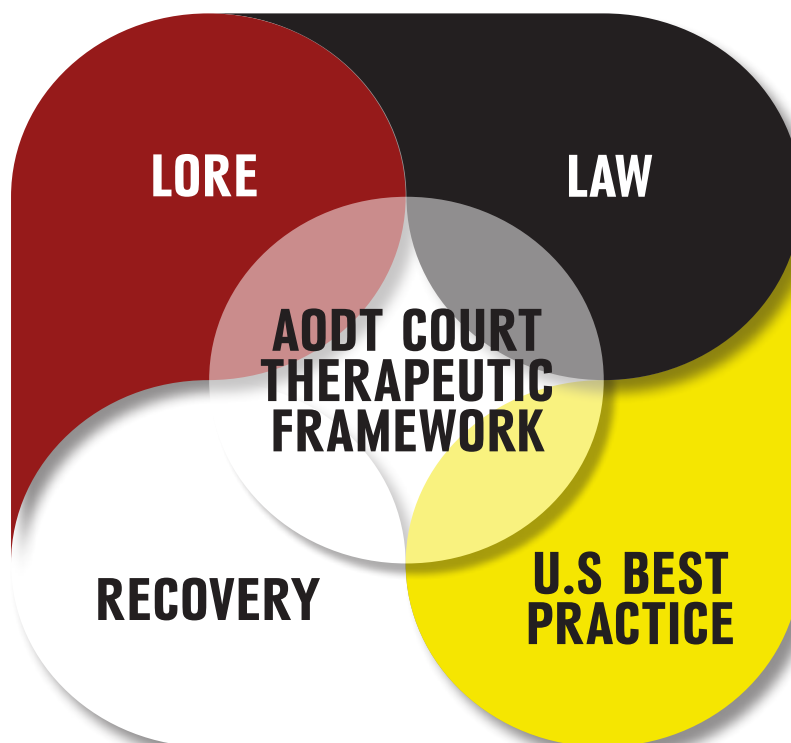 LORE
LAW
AODT COURT
THERAPEUTIC
FRAMEWORK
RECOVERY
U.S BEST
PRACTICE